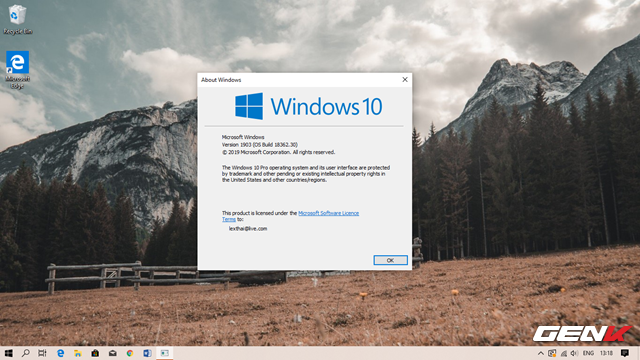 Recycle Bin
Microsoft
Edge
About Windows
Windows 10
Microsoft Windows
Version 1903 (OS Build 18362.30)
© 2019 Microsoft Corporation. All rights reserved.
The Windows 10 Pro operating system and its user interface are protected
by trademark and other pending or existing intellectual property rights in
the United States and other countries/regions.
This product is licensed under the Microsoft Software Licence
Terms to:
lexthai@live.com
OK
GENK
ENG
13:18